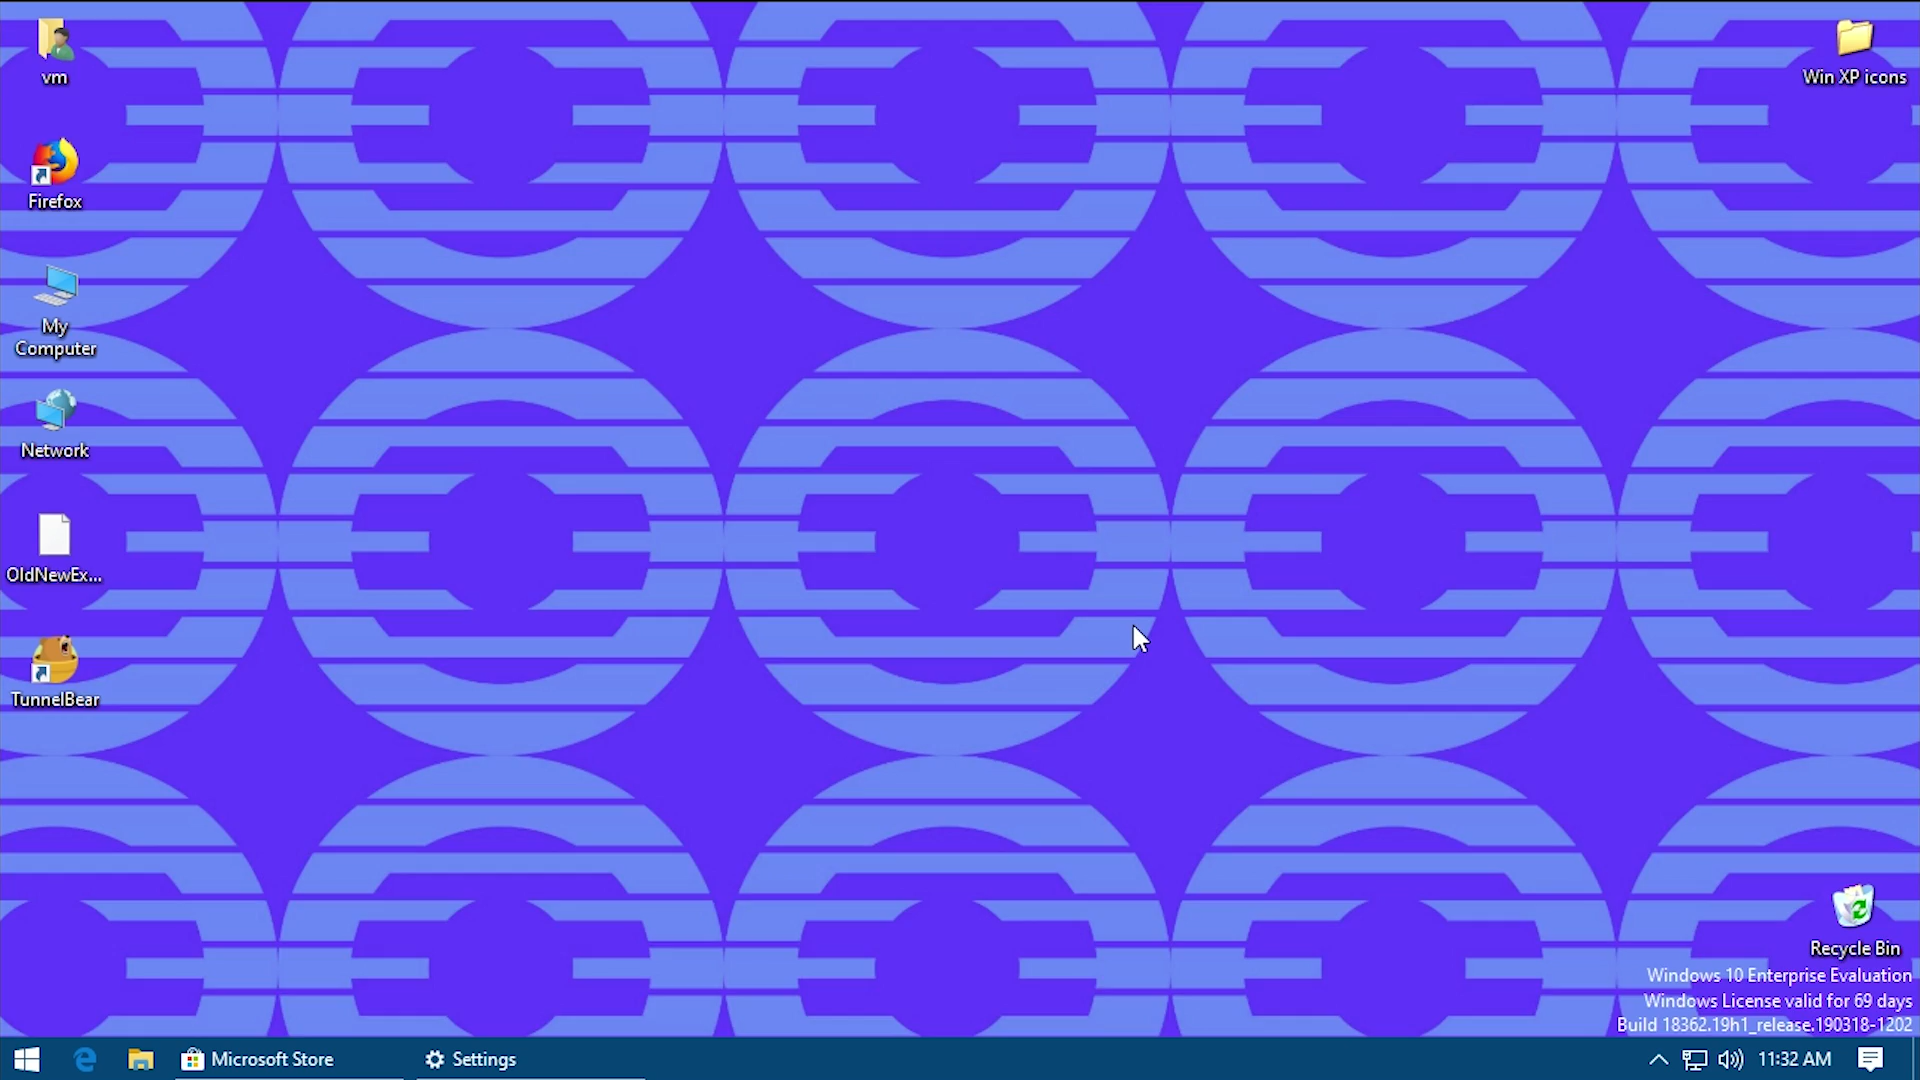 vm
Win XP icons
Firefox
My
Computer
Network
OldNewEx...
TunnelBear
Recycle Bin
Windows 10 Enterprise Evaluation
Windows License valid for 69 days
Build 18362.19h1_release.190318-1202
Microsoft Store
Settings
11:32 AM